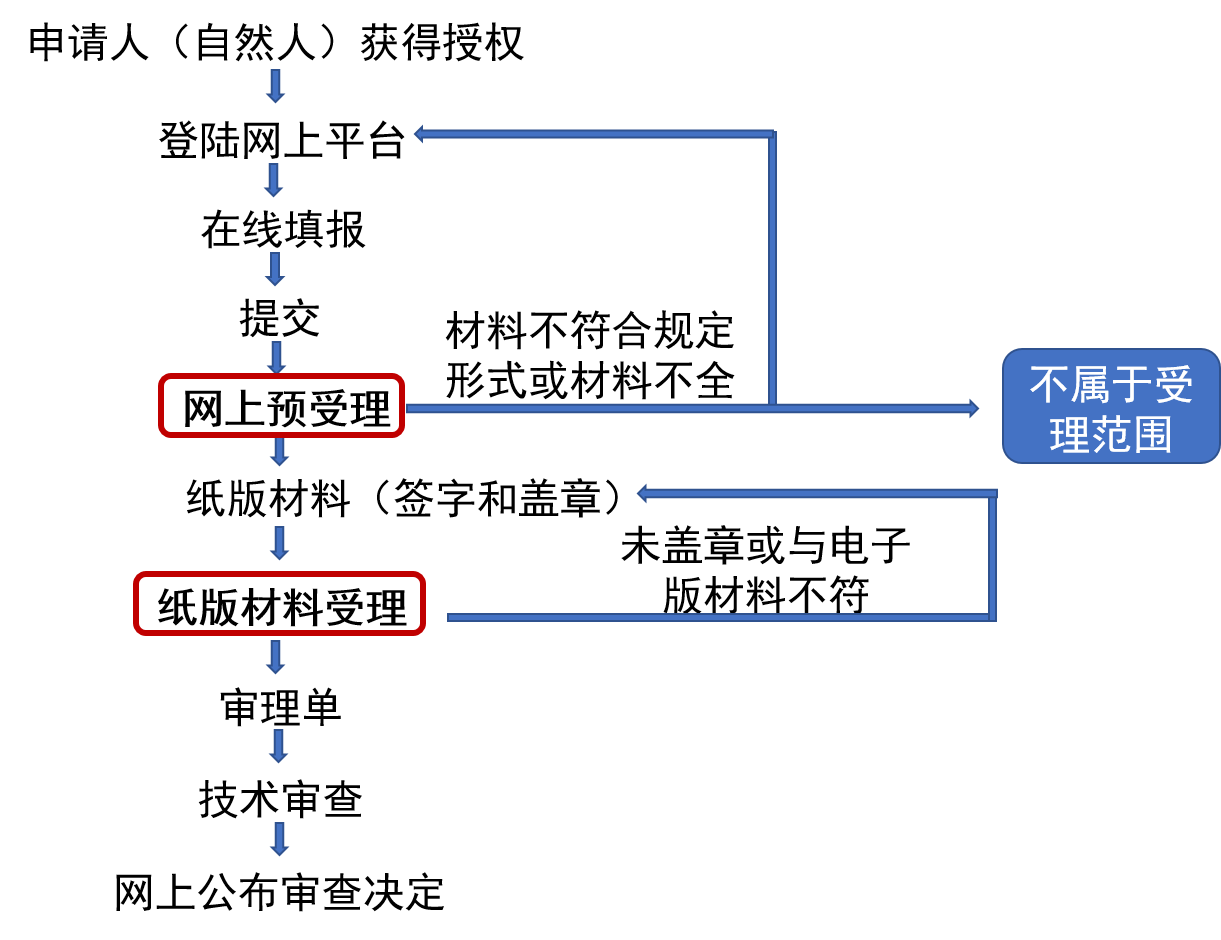 申请人（自然人）获得授权
登陆网上平台
在线填报
提交
材料不符合规定
形式或材料不全
网上预受理
不属于受
理范围
纸版材料（签字和盖章）
未盖章或与电子
版材料不符
纸版材料受理
审理单
技术审查
网上公布审查决定